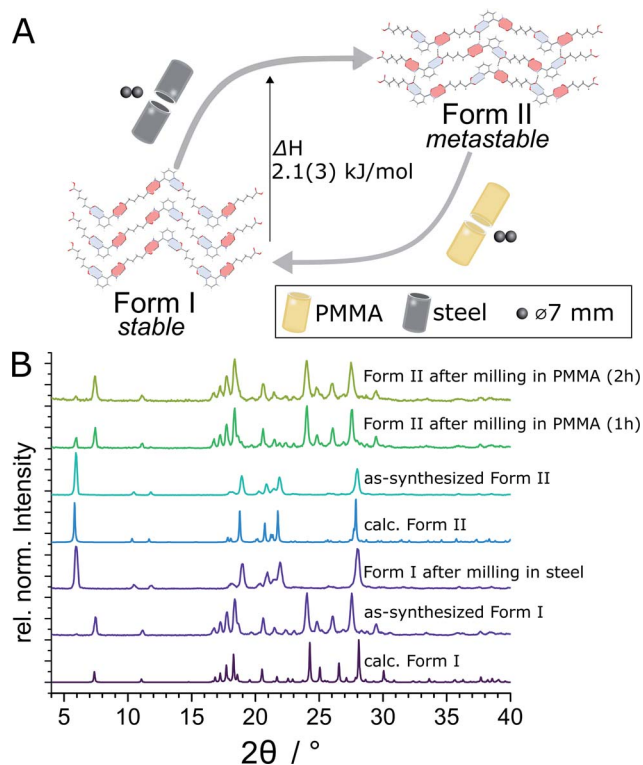 A
Form II
metastable
ΔH
2.1(3) kJ/mol
Form I
stable
PMMA steel ⌀7 mm
B
Form II after milling in PMMA (2h)
Form II after milling in PMMA (1h)
as-synthesized Form II
calc. Form II
Form I after milling in steel
as-synthesized Form I
calc. Form I
rel. norm. Intensity
5 10 15 20 25 30 35 40
2θ / °